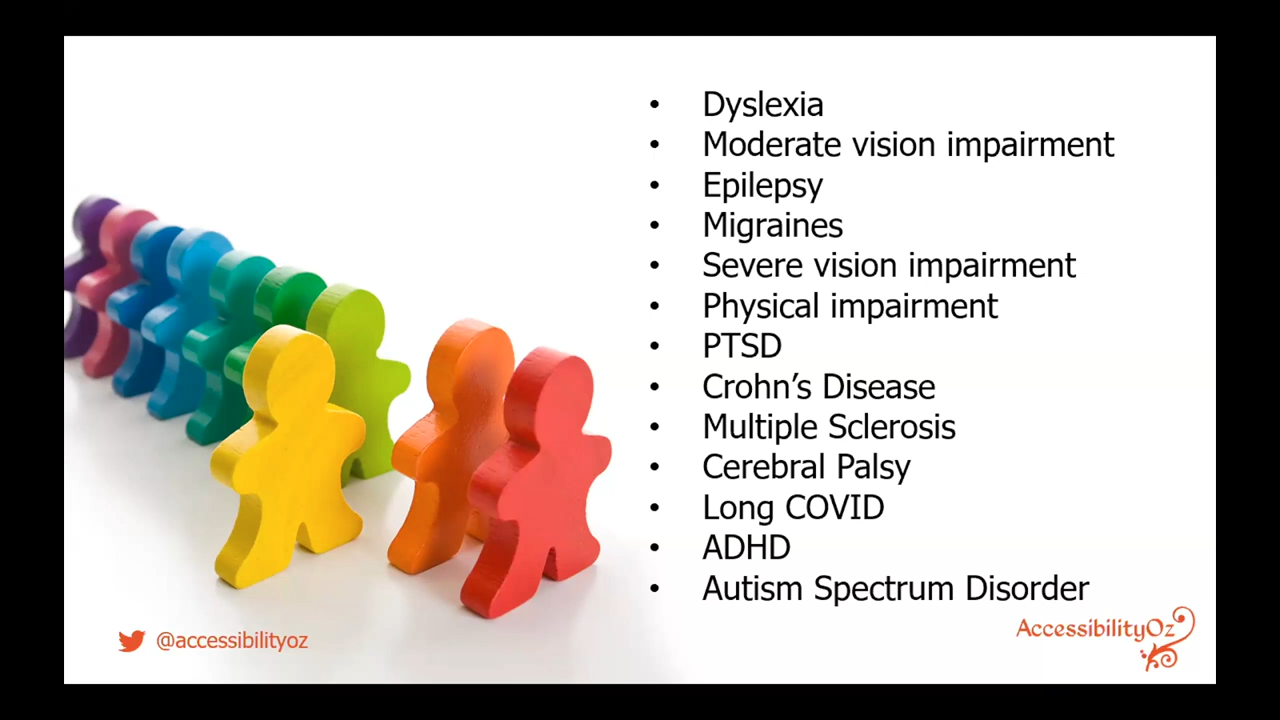 Dyslexia
Moderate vision impairment
Epilepsy
Migraines
Severe vision impairment
Physical impairment
PTSD
Crohn’s Disease
Multiple Sclerosis
Cerebral Palsy
Long COVID
ADHD
Autism Spectrum Disorder
@accessibilityoz
AccessibilityOz